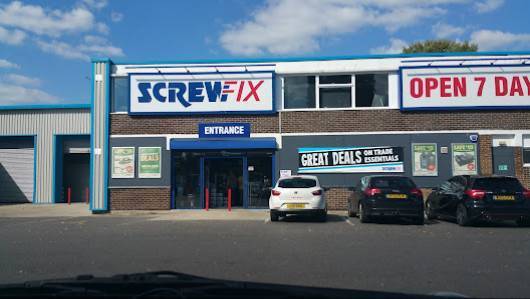 SCREWFIX
OPEN 7 DAY
ENTRANCE
GREAT DEALS ON TRADE
ESSENTIALS